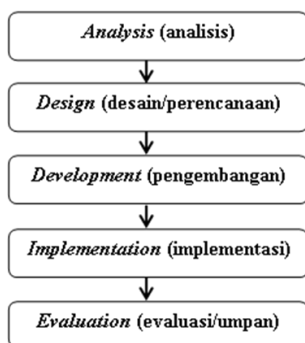 Analysis (analisis)
Design (desain/perencanaan)
Development (pengembangan)
Implementation (implementasi)
Evaluation (evaluasi/umpan)